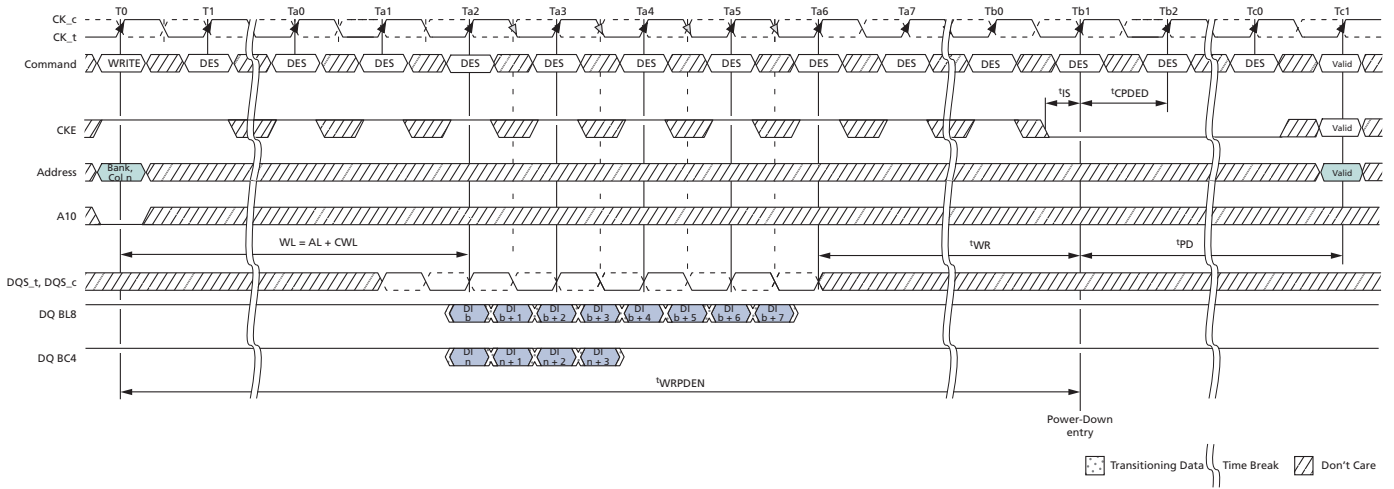 T0 T1 Ta0 Ta1 Ta2 Ta3 Ta4 Ta5 Ta6 Ta7 Tb0 Tb1 Tb2 Tc0 Tc1
CK_c
CK_t
Command WRITE DES DES DES DES DES DES DES DES DES DES DES DES DES Valid
tIS tCPDED
CKE Valid
Address Bank, Col n Valid
A10
WL = AL + CWL tWR tPD
DQS_t, DQS_c
DQ BL8 DI b DI b + 1 DI b + 2 DI b + 3 DI b + 4 DI b + 5 DI b + 6 DI b + 7
DQ BC4 DI n DI n + 1 DI n + 2 DI n + 3
tWRPDEN
Power-Down
entry
Transitioning Data Time Break Don't Care